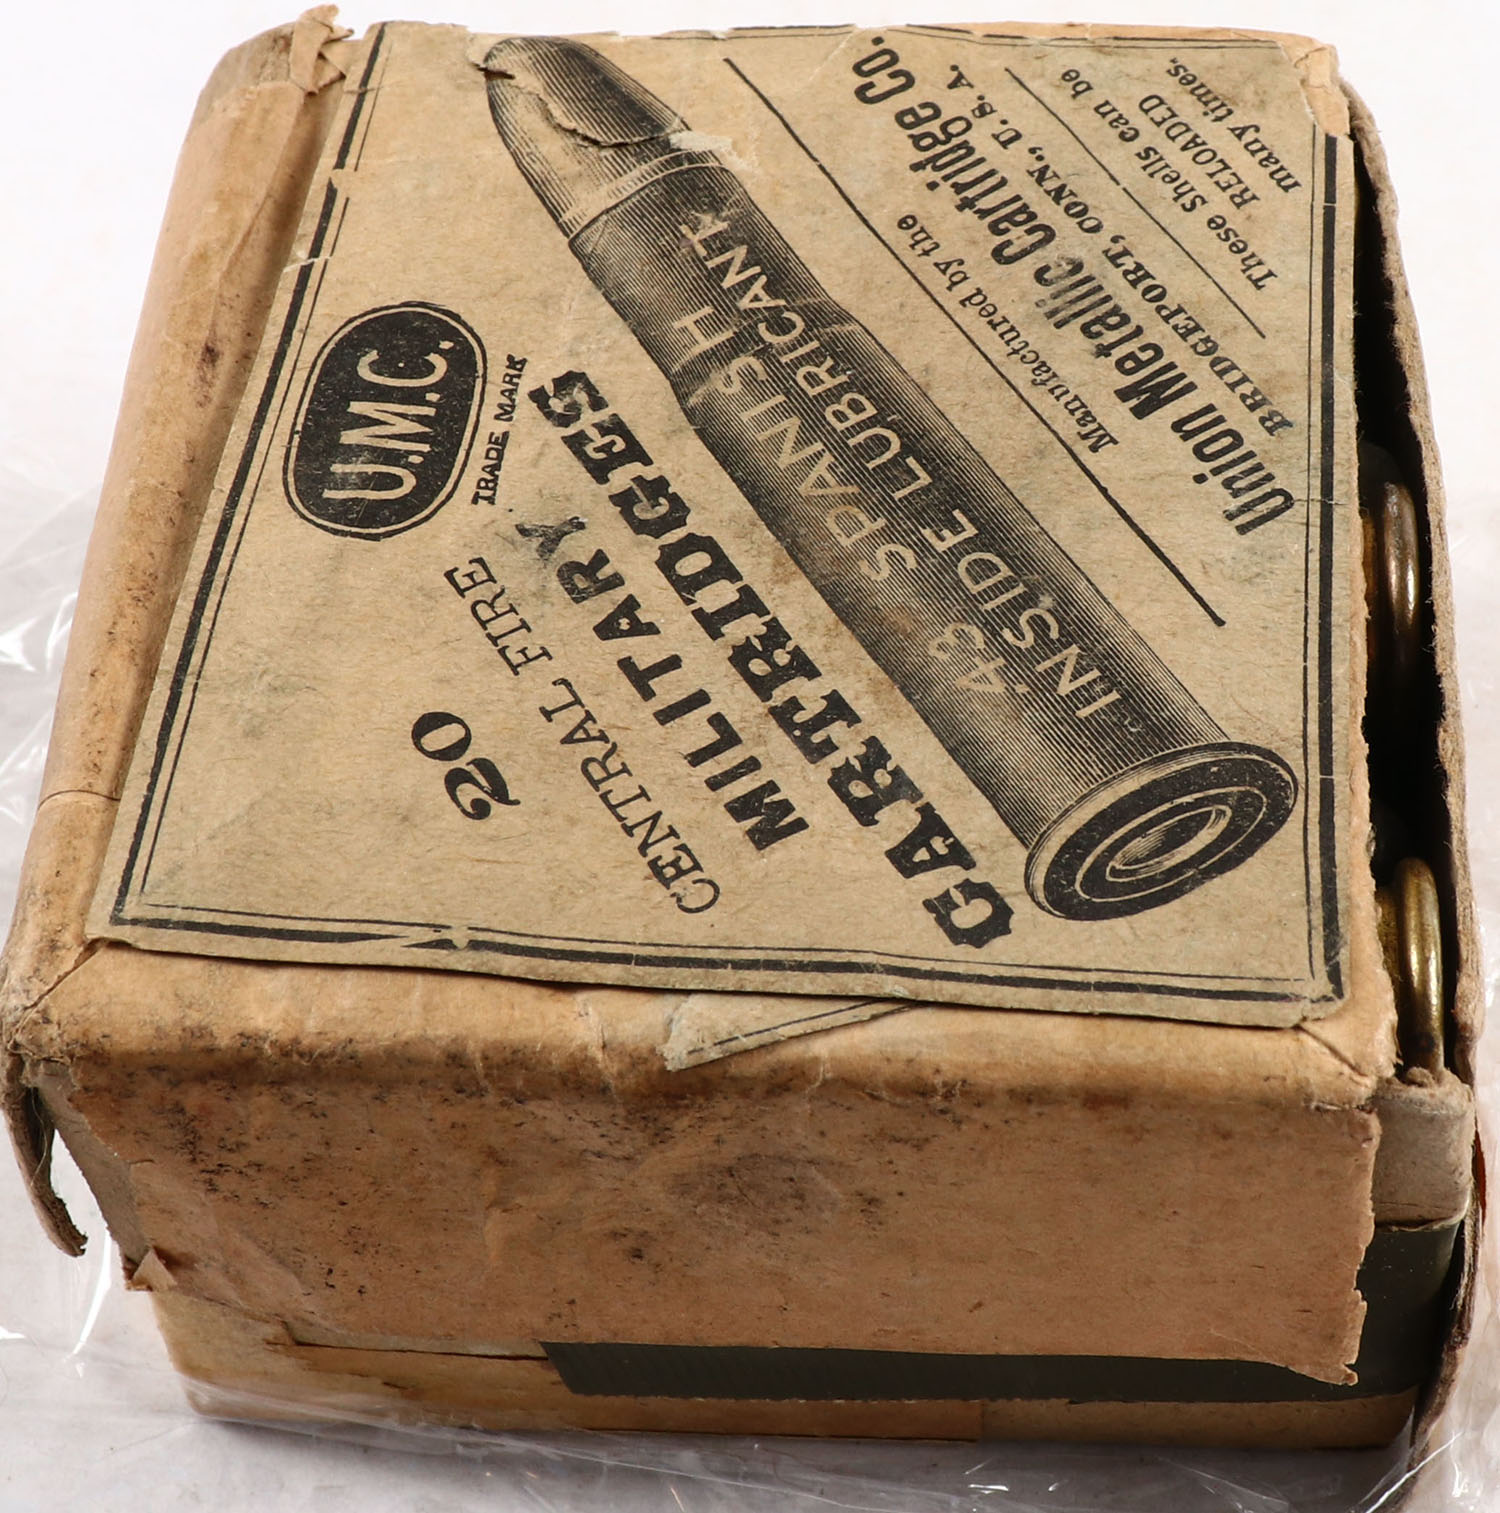 U.M.C.
TRADE MARK
20
CENTRAL FIRE
MILITARY
CARTRIDGES
'43 SPANISH
INSIDE LUBRICANT
Manufactured by the
Union Metallic Cartridge Co.
BRIDGEPORT, CONN., U.S.A.
These Shells can be
RELOADED
many times.